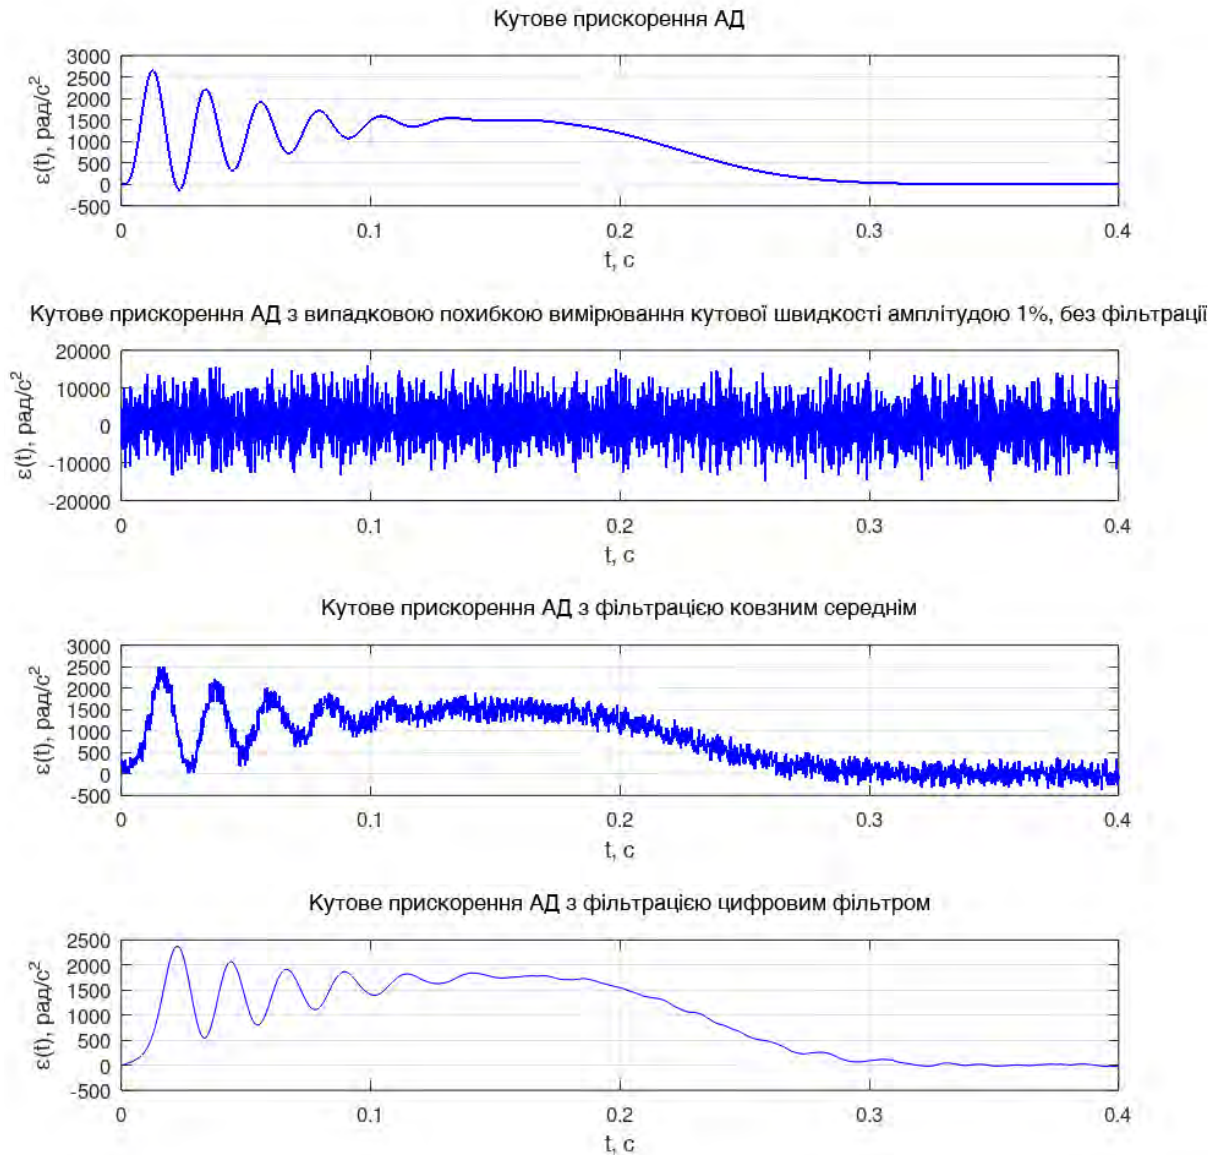 Кутове прискорення АД
3000
2500
2000
1500
1000
500
0
-500
ε(t), рад/с²
0 0.1 0.2 0.3 0.4
t, с
Кутове прискорення АД з випадковою похибкою вимірювання кутової швидкості амплітудою 1%, без фільтрації
20000
10000
0
-10000
-20000
ε(t), рад/с²
0 0.1 0.2 0.3 0.4
t, с
Кутове прискорення АД з фільтрацією ковзним середнім
3000
2500
2000
1500
1000
500
0
-500
ε(t), рад/с²
0 0.1 0.2 0.3 0.4
t, с
Кутове прискорення АД з фільтрацією цифровим фільтром
2500
2000
1500
1000
500
0
-500
ε(t), рад/с²
0 0.1 0.2 0.3 0.4
t, с